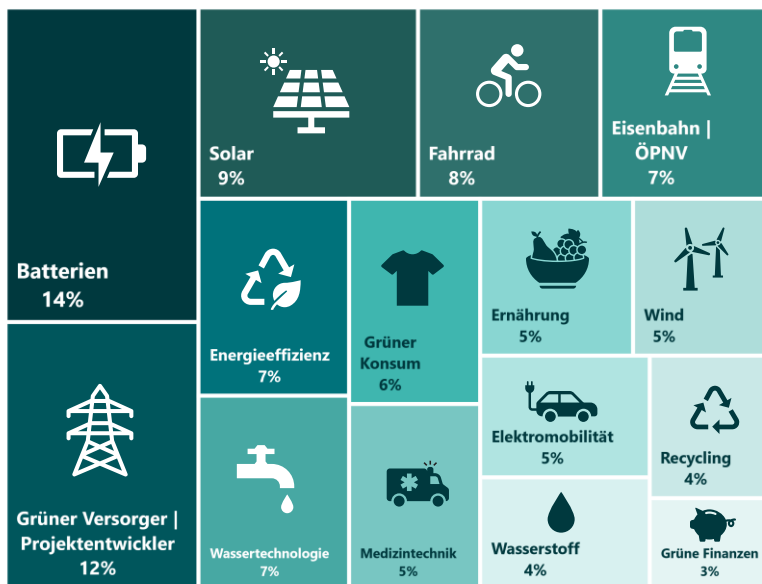 Batterien
14%
Solar
9%
Fahrrad
8%
Eisenbahn |
ÖPNV
7%
Grüner Versorger |
Projektentwickler
12%
Energieeffizienz
7%
Grüner
Konsum
6%
Ernährung
5%
Wind
5%
Wassertechnologie
7%
Medizintechnik
5%
Elektromobilität
5%
Recycling
4%
Wasserstoff
4%
Grüne Finanzen
3%